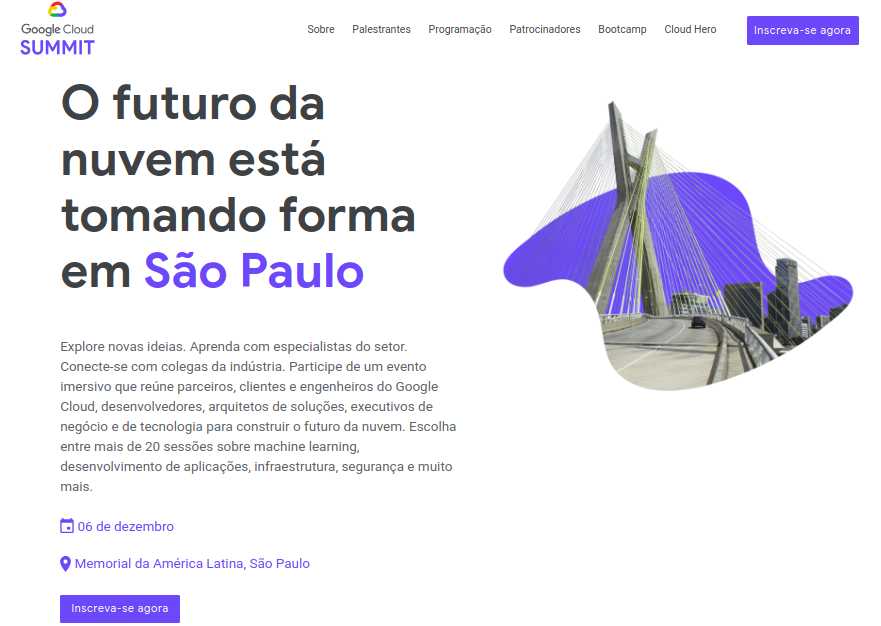 Google Cloud
SUMMIT
Sobre Palestrantes Programação Patrocinadores Bootcamp Cloud Hero Inscreva-se agora
O futuro da
nuvem está
tomando forma
em São Paulo
Explore novas ideias. Aprenda com especialistas do setor.
Conecte-se com colegas da indústria. Participe de um evento
imersivo que reúne parceiros, clientes e engenheiros do Google
Cloud, desenvolvedores, arquitetos de soluções, executivos de
negócio e de tecnologia para construir o futuro da nuvem. Escolha
entre mais de 20 sessões sobre machine learning,
desenvolvimento de aplicações, infraestrutura, segurança e muito
mais.
06 de dezembro
Memorial da América Latina, São Paulo
Inscreva-se agora